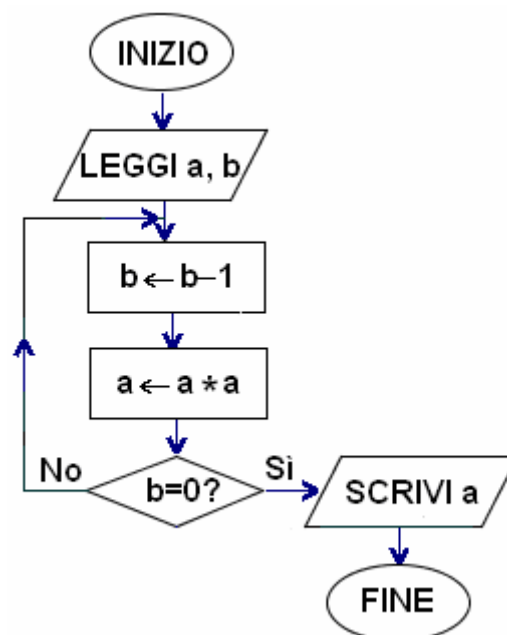 INIZIO
LEGGI a, b
b ← b–1
a ← a * a
No
b=0?
Sì
SCRIVI a
FINE